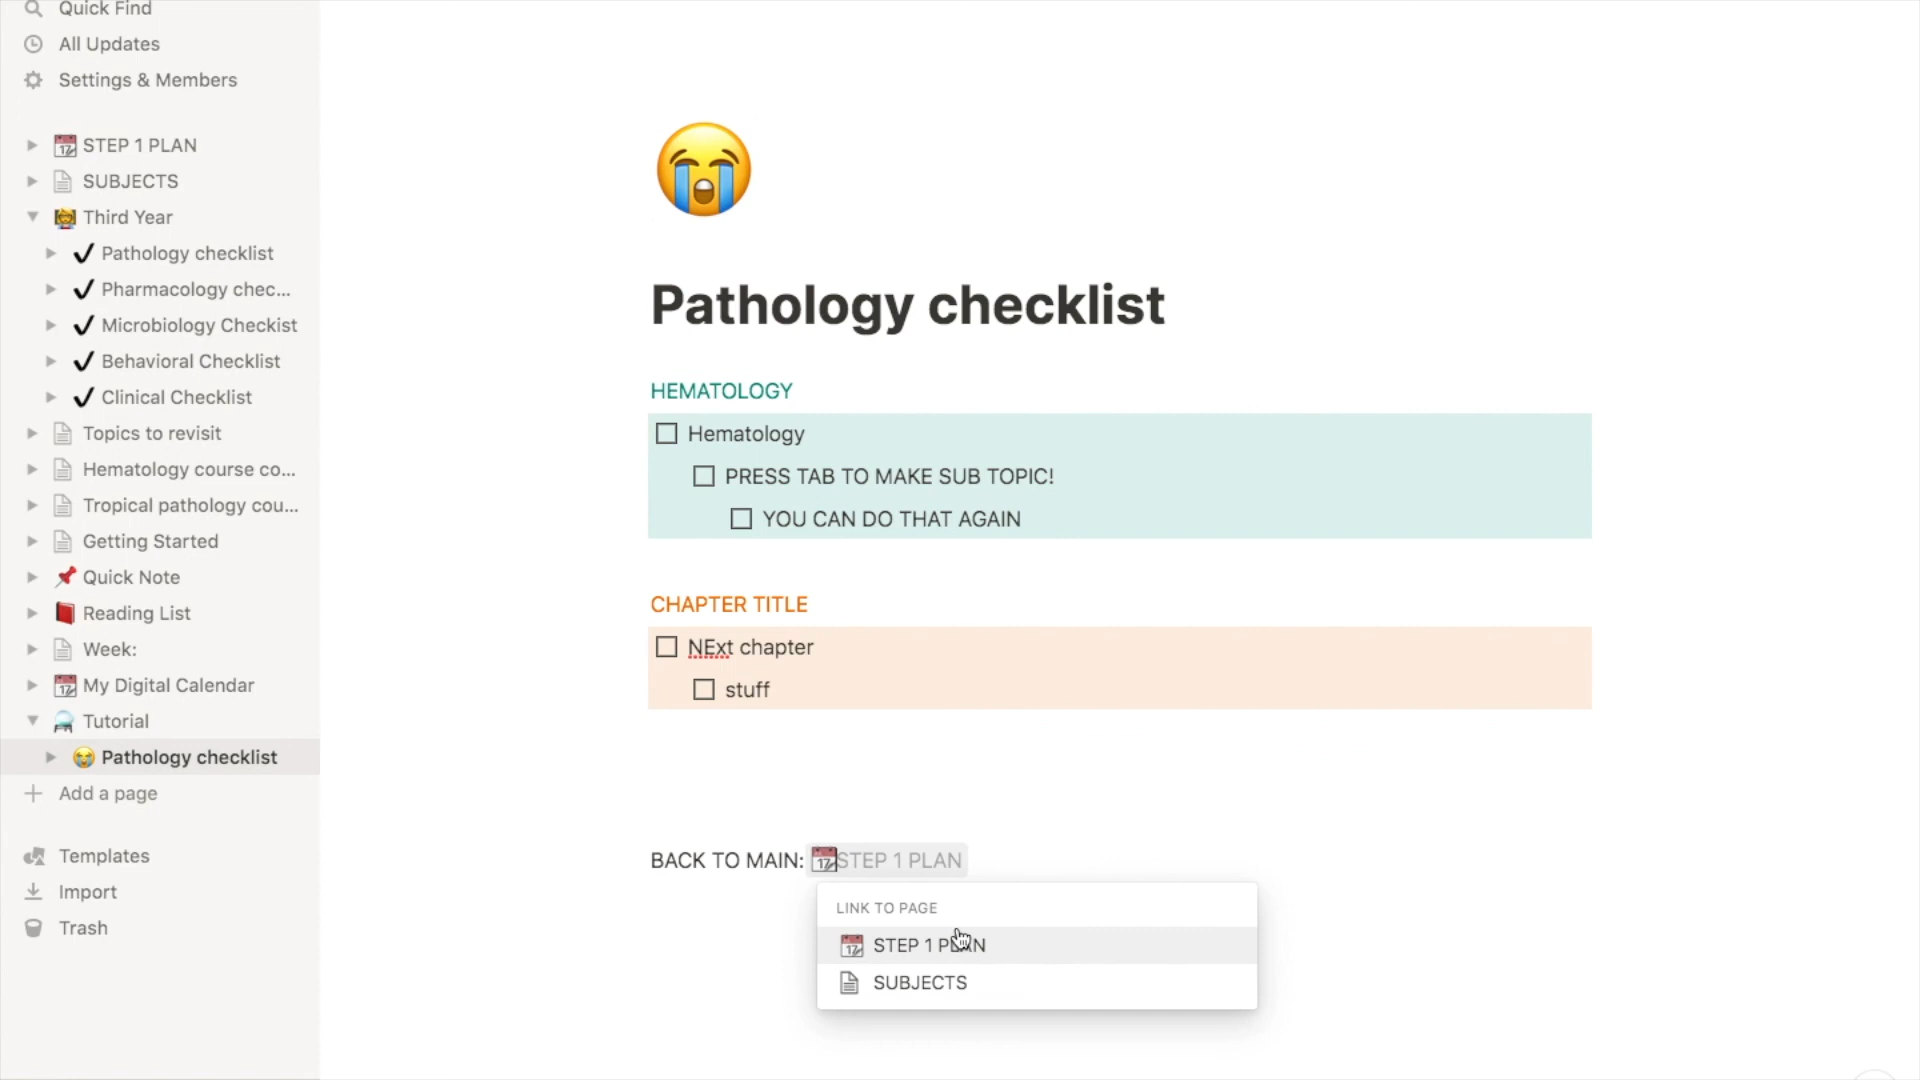 Quick Find
All Updates
Settings & Members
STEP 1 PLAN
SUBJECTS
Third Year
Pathology checklist
Pharmacology chec...
Microbiology Checkist
Behavioral Checklist
Clinical Checklist
Topics to revisit
Hematology course co...
Tropical pathology cou...
Getting Started
Quick Note
Reading List
Week:
My Digital Calendar
Tutorial
Pathology checklist
Add a page
Templates
Import
Trash
Pathology checklist
HEMATOLOGY
Hematology
PRESS TAB TO MAKE SUB TOPIC!
YOU CAN DO THAT AGAIN
CHAPTER TITLE
NExt chapter
stuff
BACK TO MAIN: STEP 1 PLAN
LINK TO PAGE
STEP 1 PLAN
SUBJECTS